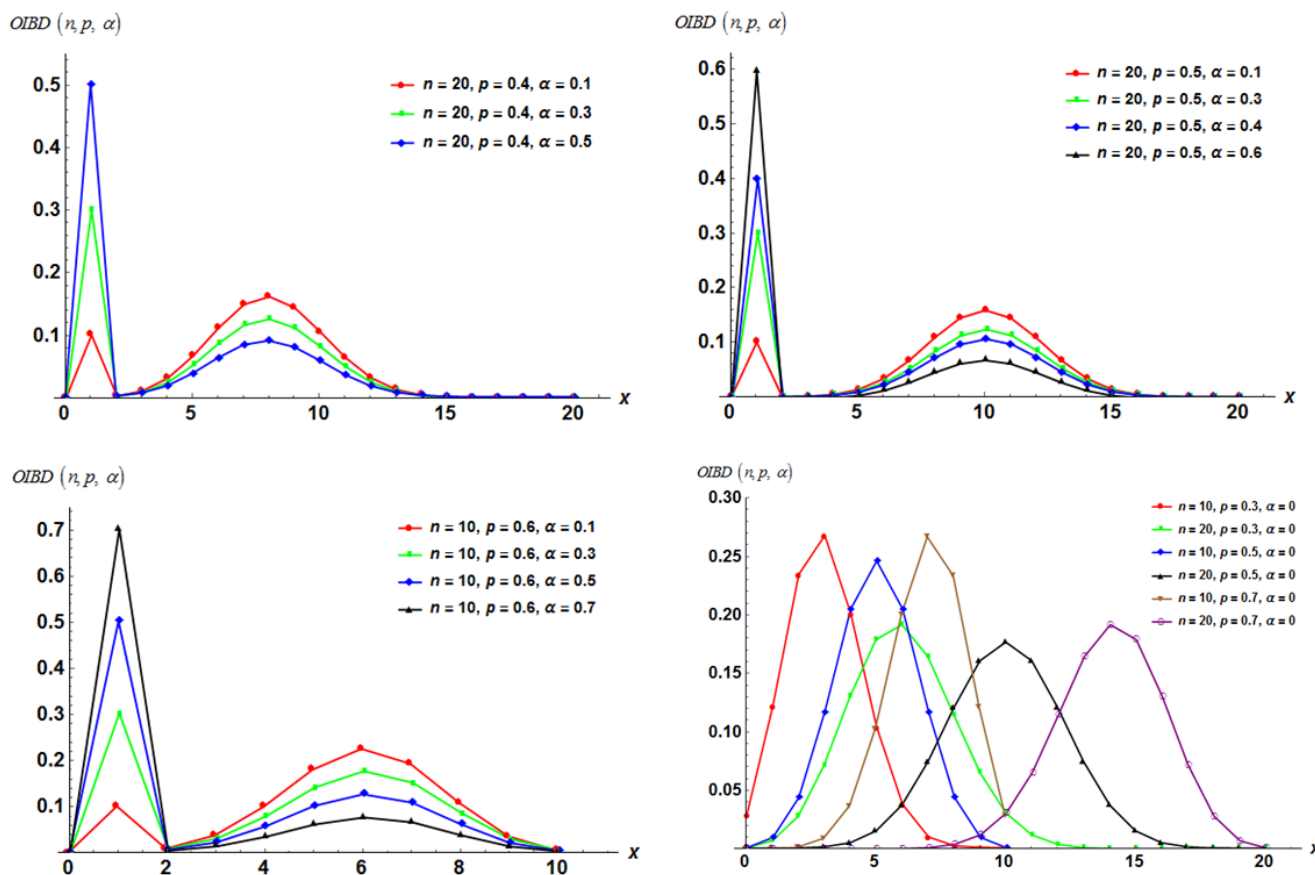 OIBD (n, p, α)
n = 20, p = 0.4, α = 0.1
n = 20, p = 0.4, α = 0.3
n = 20, p = 0.4, α = 0.5
0.5
0.4
0.3
0.2
0.1
0 5 10 15 20 x
OIBD (n, p, α)
n = 20, p = 0.5, α = 0.1
n = 20, p = 0.5, α = 0.3
n = 20, p = 0.5, α = 0.4
n = 20, p = 0.5, α = 0.6
0.6
0.5
0.4
0.3
0.2
0.1
0 5 10 15 20 x
OIBD (n, p, α)
n = 10, p = 0.6, α = 0.1
n = 10, p = 0.6, α = 0.3
n = 10, p = 0.6, α = 0.5
n = 10, p = 0.6, α = 0.7
0.7
0.6
0.5
0.4
0.3
0.2
0.1
0 2 4 6 8 10 x
OIBD (n, p, α)
n = 10, p = 0.3, α = 0
n = 20, p = 0.3, α = 0
n = 10, p = 0.5, α = 0
n = 20, p = 0.5, α = 0
n = 10, p = 0.7, α = 0
n = 20, p = 0.7, α = 0
0.30
0.25
0.20
0.15
0.10
0.05
0 5 10 15 20 x